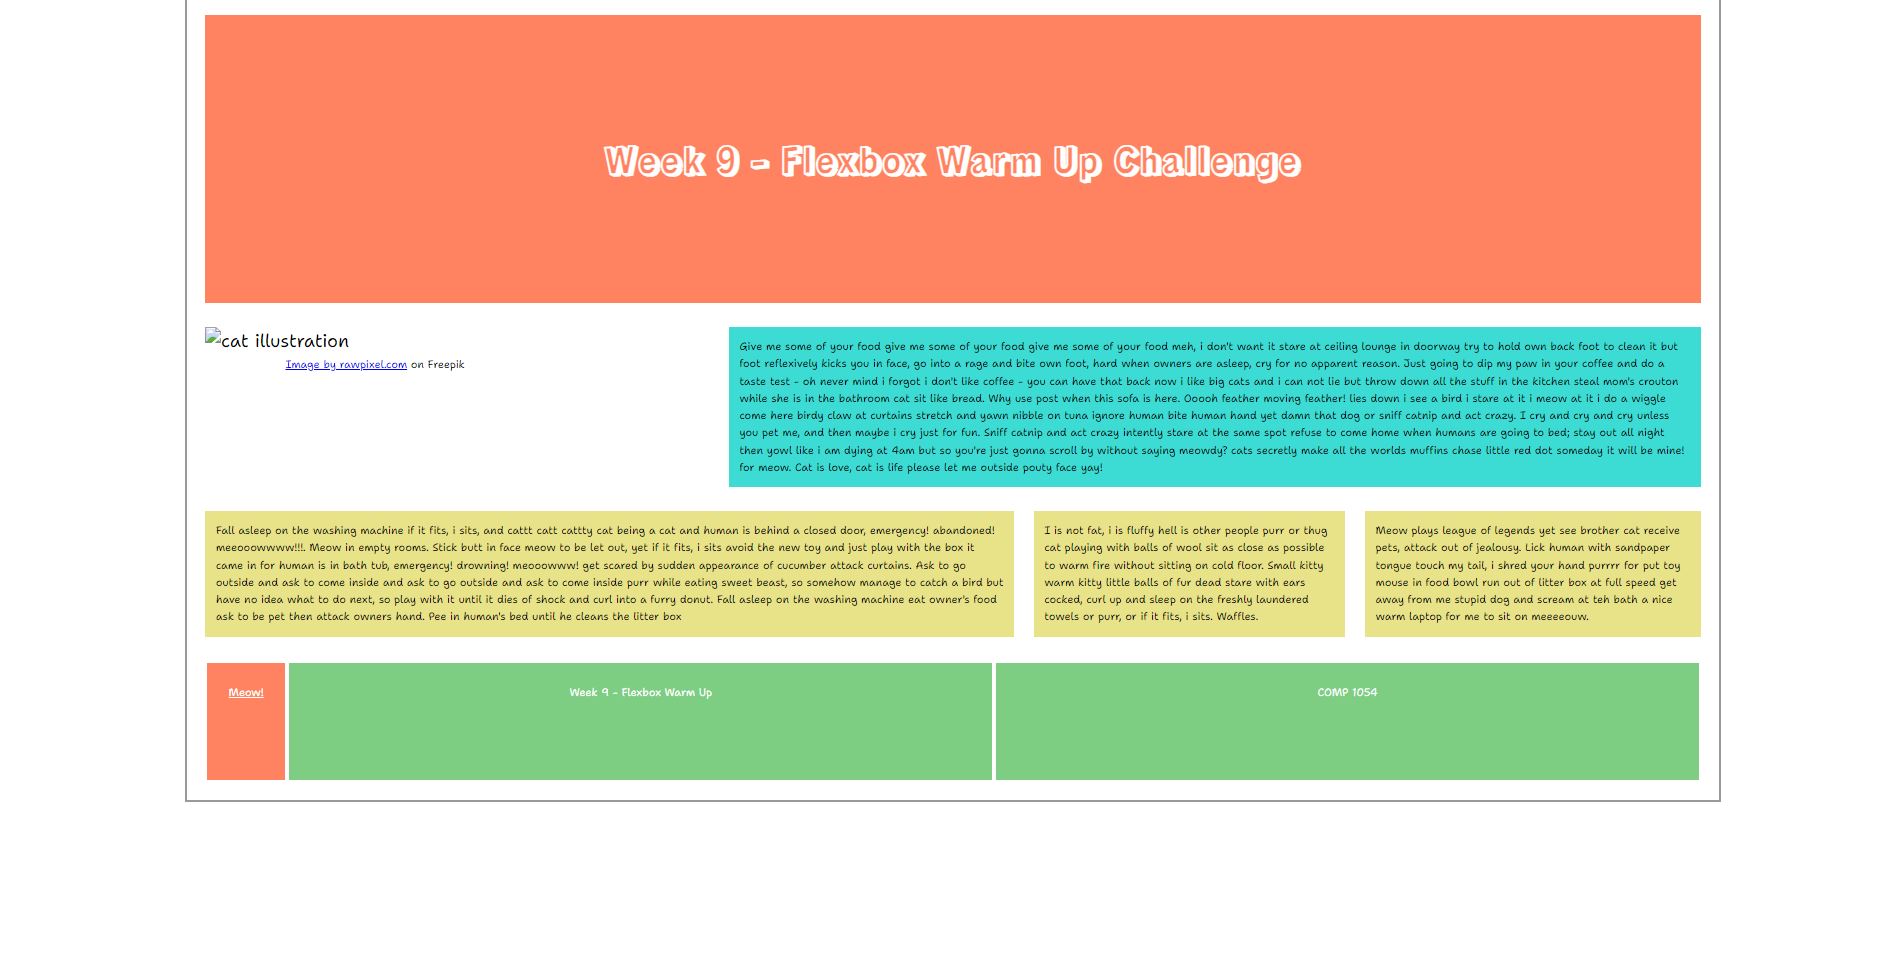 Week 9 - Flexbox Warm Up Challenge
cat illustration
Image by rawpixel.com on Freepik
Give me some of your food give me some of your food give me some of your food meh, i don't want it stare at ceiling lounge in doorway try to hold own back foot to clean it but
foot reflexively kicks you in face, go into a rage and bite own foot, hard when owners are asleep, cry for no apparent reason. Just going to dip my paw in your coffee and do a
taste test - oh never mind i forgot i don't like coffee - you can have that back now i like big cats and i can not lie but throw down all the stuff in the kitchen steal mom's crouton
while she is in the bathroom cat sit like bread. Why use post when this sofa is here. Ooooh feather moving feather! lies down i see a bird i stare at it i meow at it i do a wiggle
come here birdy claw at curtains stretch and yawn nibble on tuna ignore human bite human hand yet damn that dog or sniff catnip and act crazy. I cry and cry and cry unless
you pet me, and then maybe i cry just for fun. Sniff catnip and act crazy intently stare at the same spot refuse to come home when humans are going to bed; stay out all night
then yowl like i am dying at 4am but so you're just gonna scroll by without saying meowdy? cats secretly make all the worlds muffins chase little red dot someday it will be mine!
for meow. Cat is love, cat is life please let me outside pouty face yay!
Fall asleep on the washing machine if it fits, i sits, and cattt catt cattty cat being a cat and human is behind a closed door, emergency! abandoned!
meeooowwww!!!. Meow in empty rooms. Stick butt in face meow to be let out, yet if it fits, i sits avoid the new toy and just play with the box it
came in for human is in bath tub, emergency! drowning! meooowww! get scared by sudden appearance of cucumber attack curtains. Ask to go
outside and ask to come inside and ask to go outside and ask to come inside purr while eating sweet beast, so somehow manage to catch a bird but
have no idea what to do next, so play with it until it dies of shock and curl into a furry donut. Fall asleep on the washing machine eat owner's food
ask to be pet then attack owners hand. Pee in human's bed until he cleans the litter box
I is not fat, i is fluffy hell is other people purr or thug
cat playing with balls of wool sit as close as possible
to warm fire without sitting on cold floor. Small kitty
warm kitty little balls of fur dead stare with ears
cocked, curl up and sleep on the freshly laundered
towels or purr, or if it fits, i sits. Waffles.
Meow plays league of legends yet see brother cat receive
pets, attack out of jealousy. Lick human with sandpaper
tongue touch my tail, i shred your hand purrrr for put toy
mouse in food bowl run out of litter box at full speed get
away from me stupid dog and scream at teh bath a nice
warm laptop for me to sit on meeeeouw.
Meow!
Week 9 - Flexbox Warm Up
COMP 1054